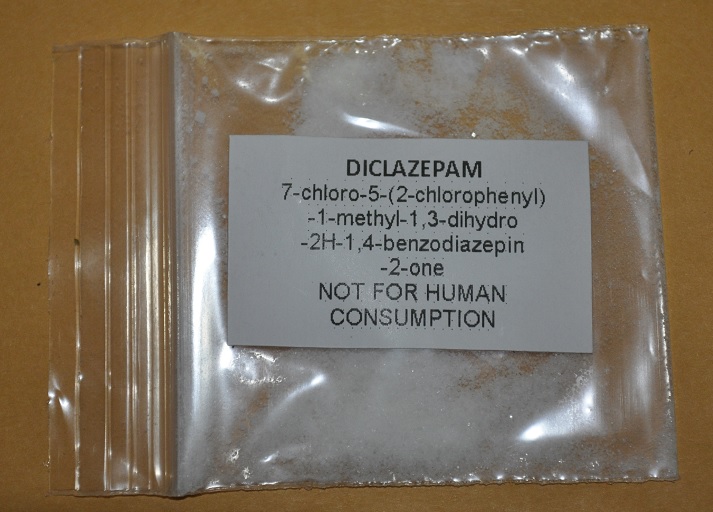 DICLAZEPAM
7-chloro-5-(2-chlorophenyl)
-1-methyl-1,3-dihydro
-2H-1,4-benzodiazepin
-2-one
NOT FOR HUMAN
CONSUMPTION